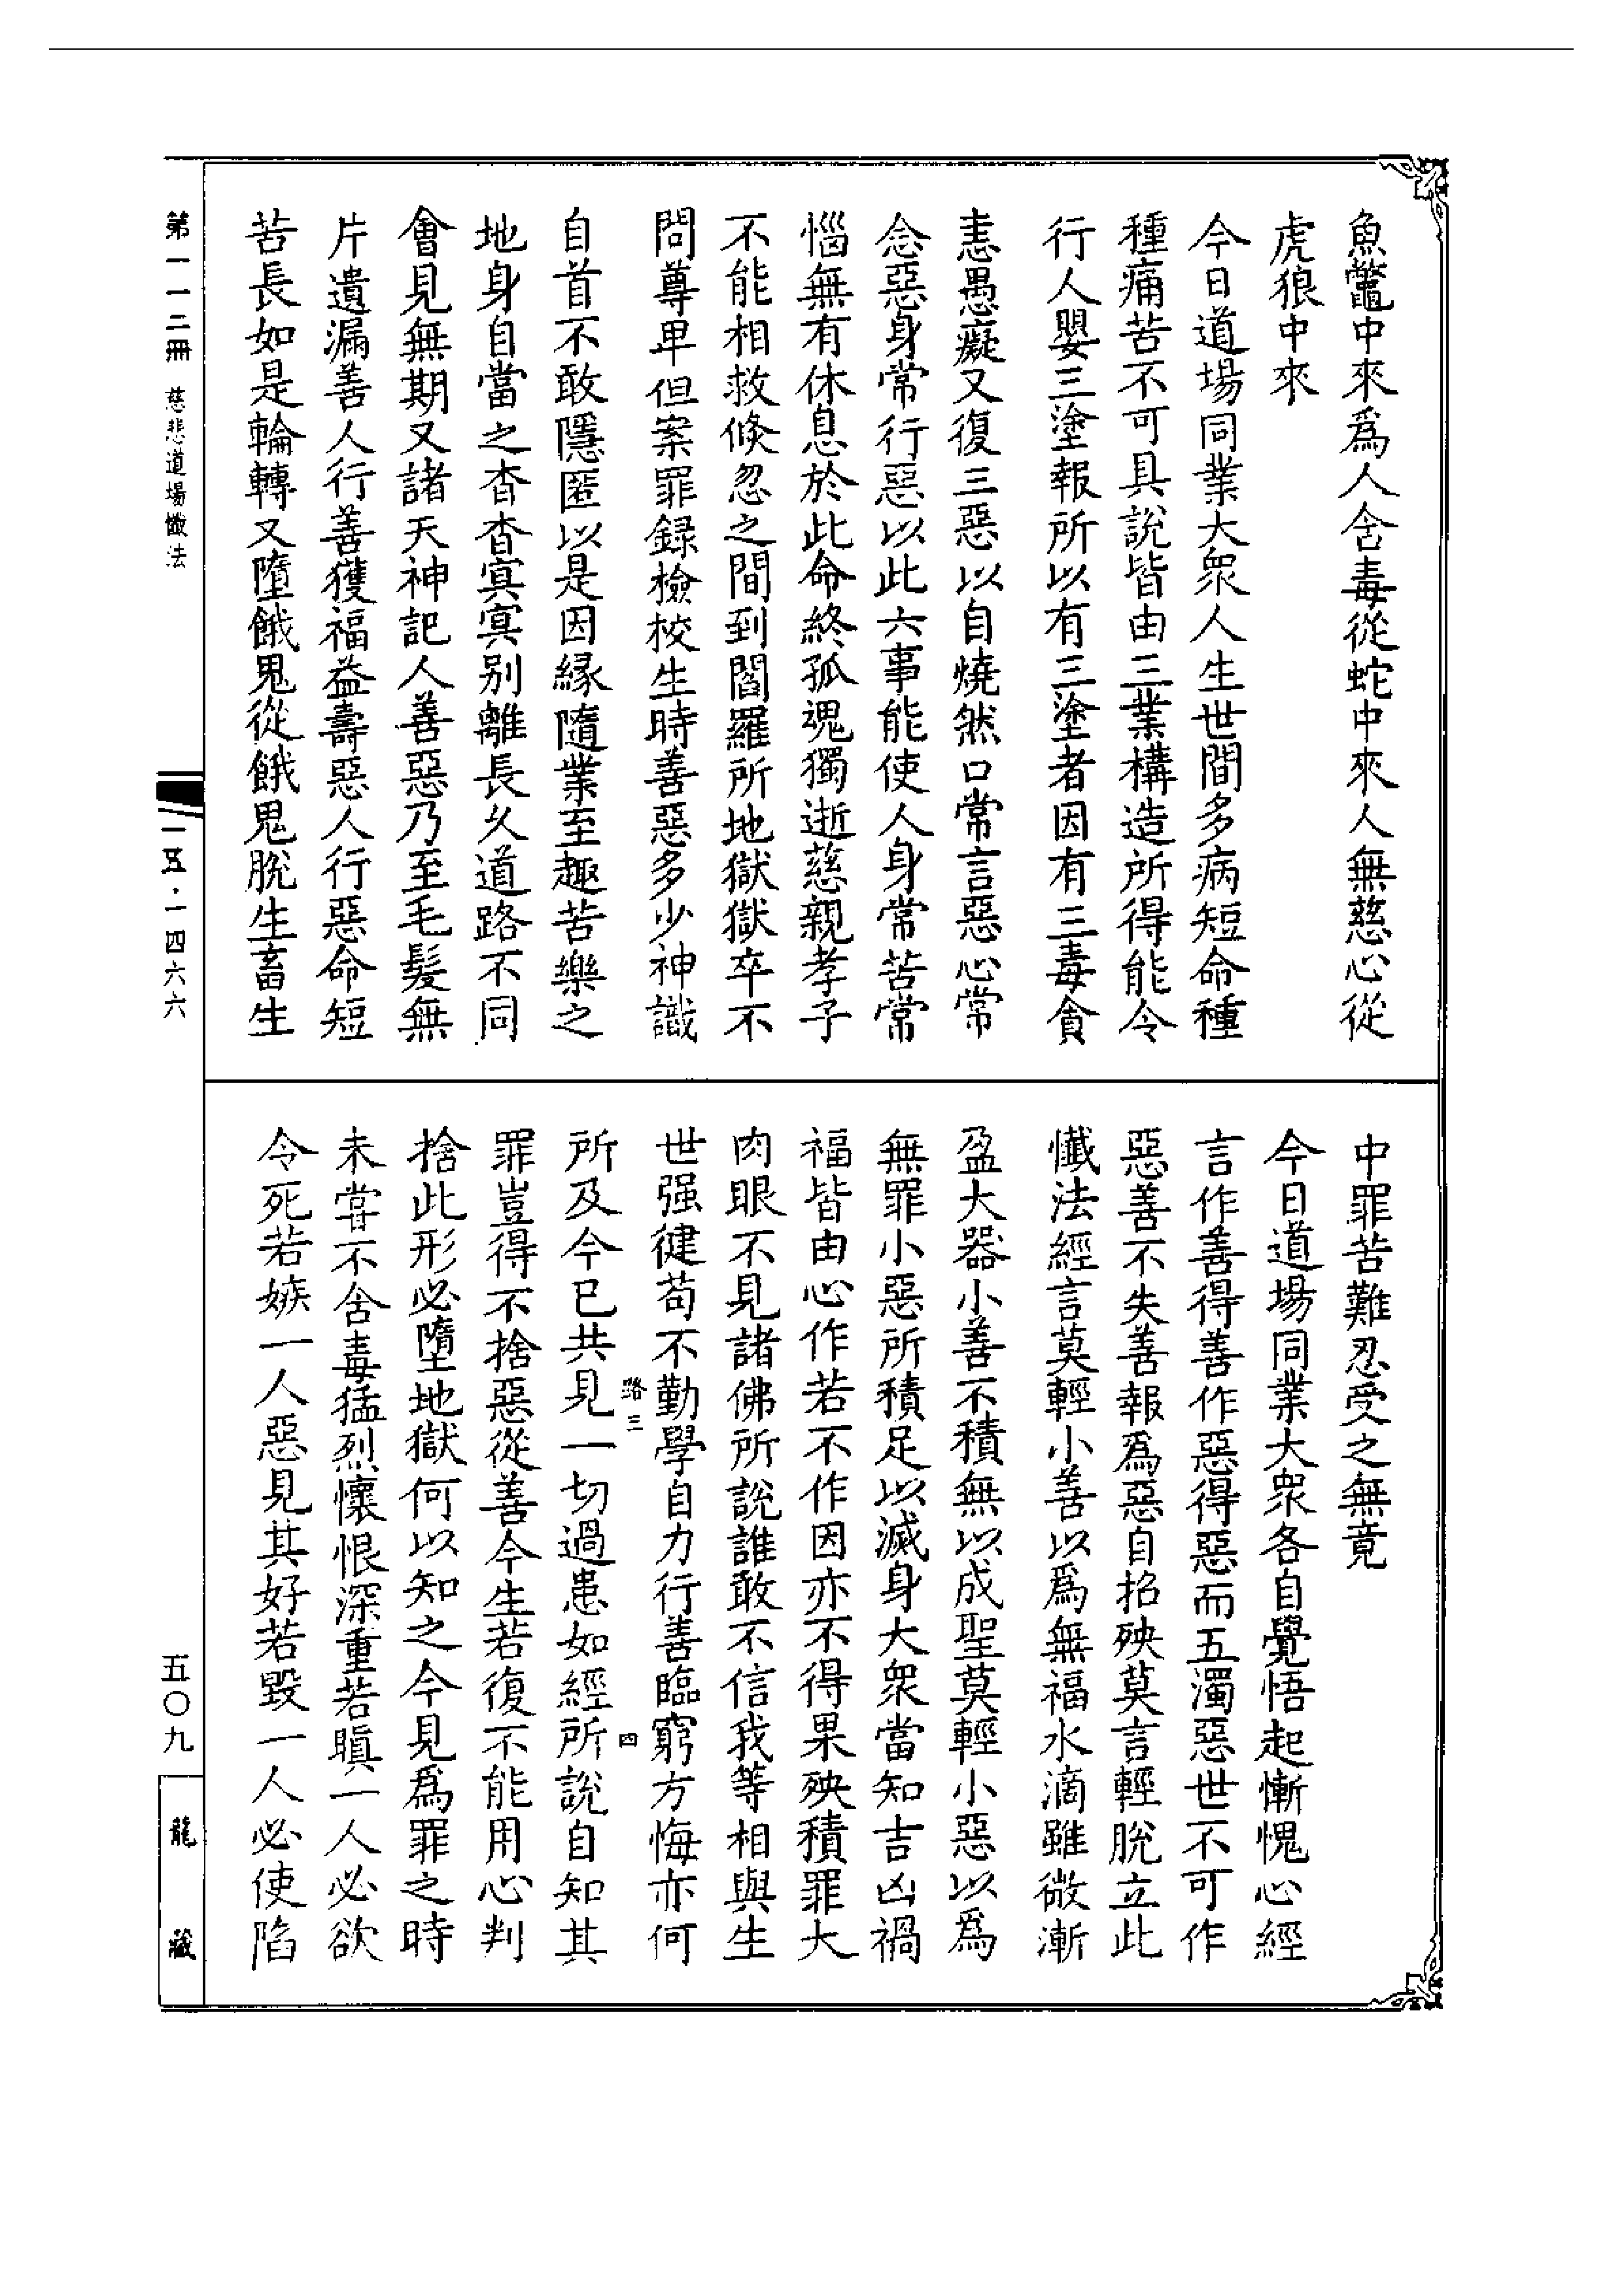 魚鼈中來爲人含毒從蛇中來人無慈心從
虎狼中來
今日道場同業大眾人生世間多病短命種
種痛苦不可具說皆由三業構造所得能令
行人嬰三塗報所以有三塗者因有三毒貪
恚愚癡又復三惡以自燒然口常言惡心常
念惡身常行惡以此六事能使人身常苦常
惱無有休息於此命終孤魂獨逝慈親孝子
不能相救倏忽之間到閻羅所地獄獄卒不
問尊卑但案罪録檢校生時善惡多少神識
自首不敢隱匿以是因緣隨業至趣苦樂之
地身自當之杳杳冥冥別離長久道路不同
會見無期又諸天神記人善惡乃至毛髮無
片遺漏善人行善獲福益壽惡人行惡命短
苦長如是輪轉又墮餓鬼從餓鬼脫生畜生
中罪苦難忍受之無竟
今日道場同業大眾各自覺悟起慚愧心經
言作善得善作惡得惡而五濁惡世不可作
惡善不失善報爲惡自招殃莫言輕脫立此
懺法經言莫輕小善以爲無福水滴雖微漸
盈大器小善不積無以成聖莫輕小惡以爲
無罪小惡所積足以滅身大眾當知吉凶禍
福皆由心作若不作因亦不得果殃積罪大
肉眼不見諸佛所說誰敢不信我等相與生
世强健苟不勤學自力行善臨窮方悔亦何
路三 四
所及今已共見一切過患如經所說自知其
罪豈得不捨惡從善今生若復不能用心判
捨此形必墮地獄何以知之今見爲罪之時
未嘗不含毒猛烈懷恨深重若瞋一人必欲
令死若嫉一人惡見其好若毀一人必使陷
第一一二冊 慈悲道場懺法
一五·一四六六
五〇九
龍藏